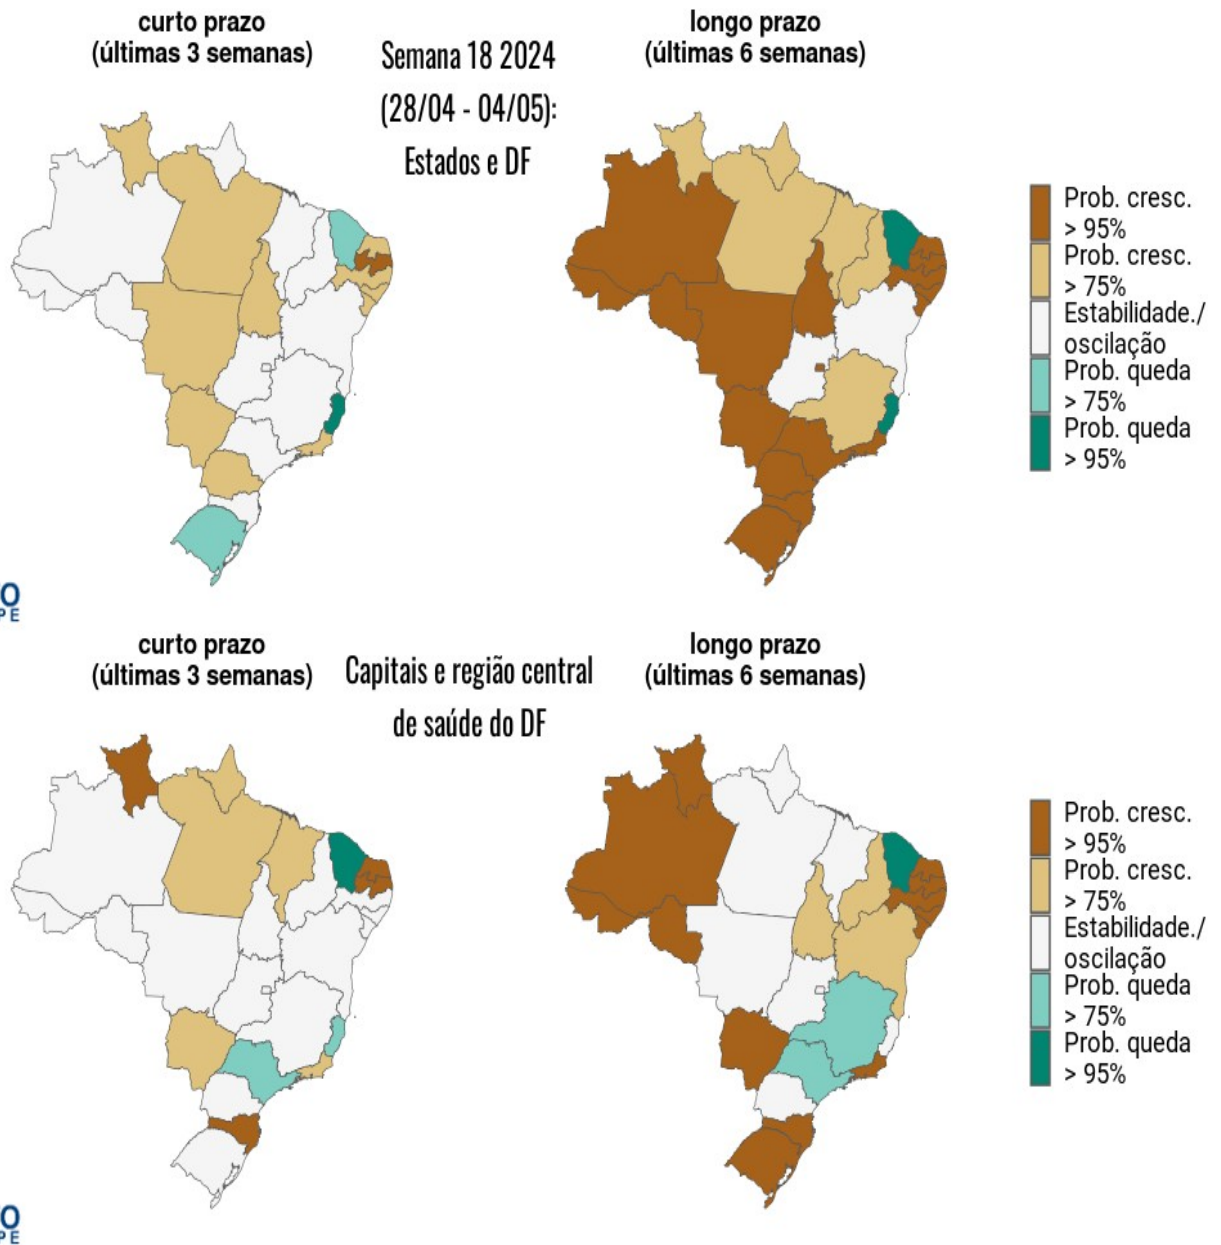 curto prazo
(últimas 3 semanas)
Semana 18 2024
(28/04 - 04/05):
Estados e DF
longo prazo
(últimas 6 semanas)
Prob. cresc.
> 95%
Prob. cresc.
> 75%
Estabilidade./
oscilação
Prob. queda
> 75%
Prob. queda
> 95%
O
PE
curto prazo
(últimas 3 semanas)
Capitais e região central
de saúde do DF
longo prazo
(últimas 6 semanas)
Prob. cresc.
> 95%
Prob. cresc.
> 75%
Estabilidade./
oscilação
Prob. queda
> 75%
Prob. queda
> 95%
O
PE